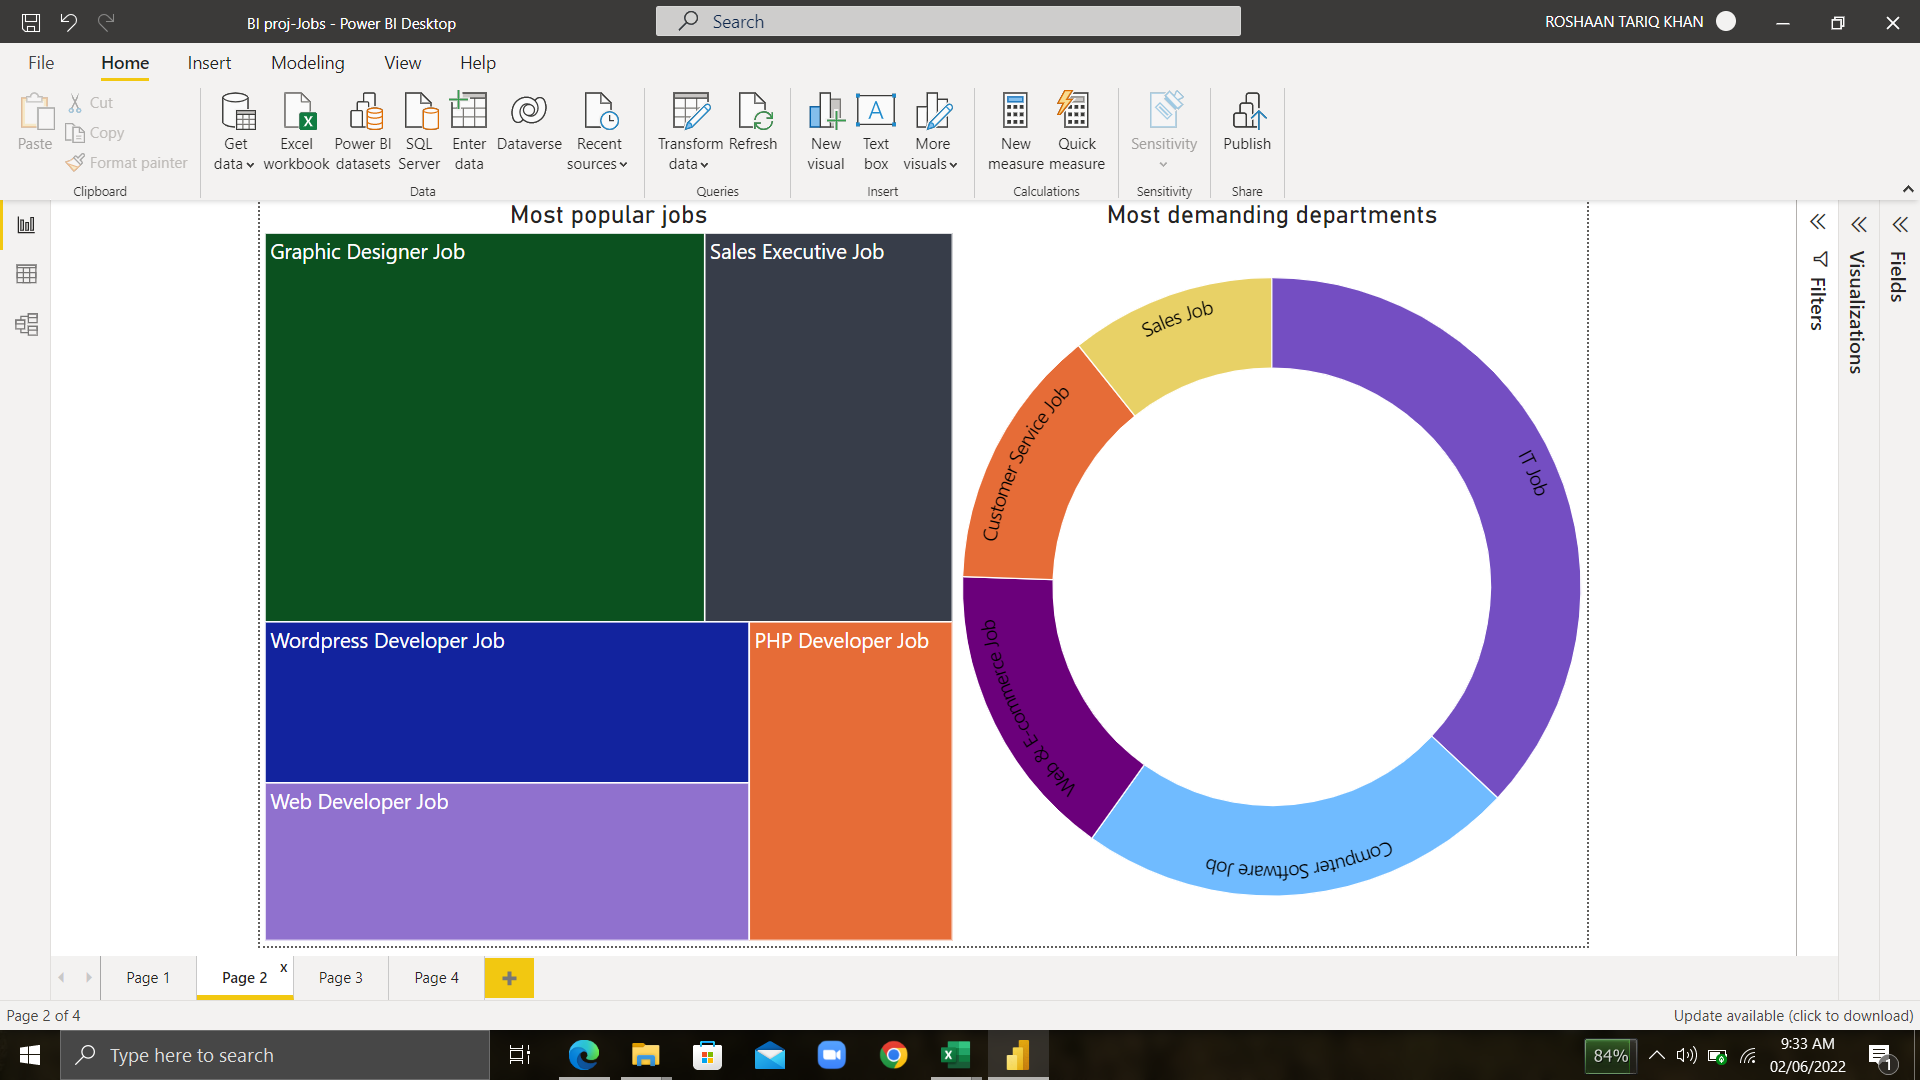 BI proj-Jobs - Power BI Desktop
Search
ROSHAAN TARIQ KHAN
File
Home
Insert
Modeling
View
Help
Paste
Cut
Copy
Format painter
Clipboard
Get data
Excel workbook
Power BI datasets
SQL Server
Enter data
Dataverse
Recent sources
Data
Transform data
Refresh
Queries
New visual
Text box
More visuals
Insert
New measure
Quick measure
Calculations
Sensitivity
Sensitivity
Publish
Share
Most popular jobs
Graphic Designer Job
Sales Executive Job
Wordpress Developer Job
PHP Developer Job
Web Developer Job
Most demanding departments
Sales Job
IT Job
Customer Service Job
Web & E-commerce Job
Computer Software Job
Filters
Visualizations
Fields
Page 1
Page 2
x
Page 3
Page 4
Page 2 of 4
Update available (click to download)
Type here to search
84%
9:33 AM
02/06/2022
1